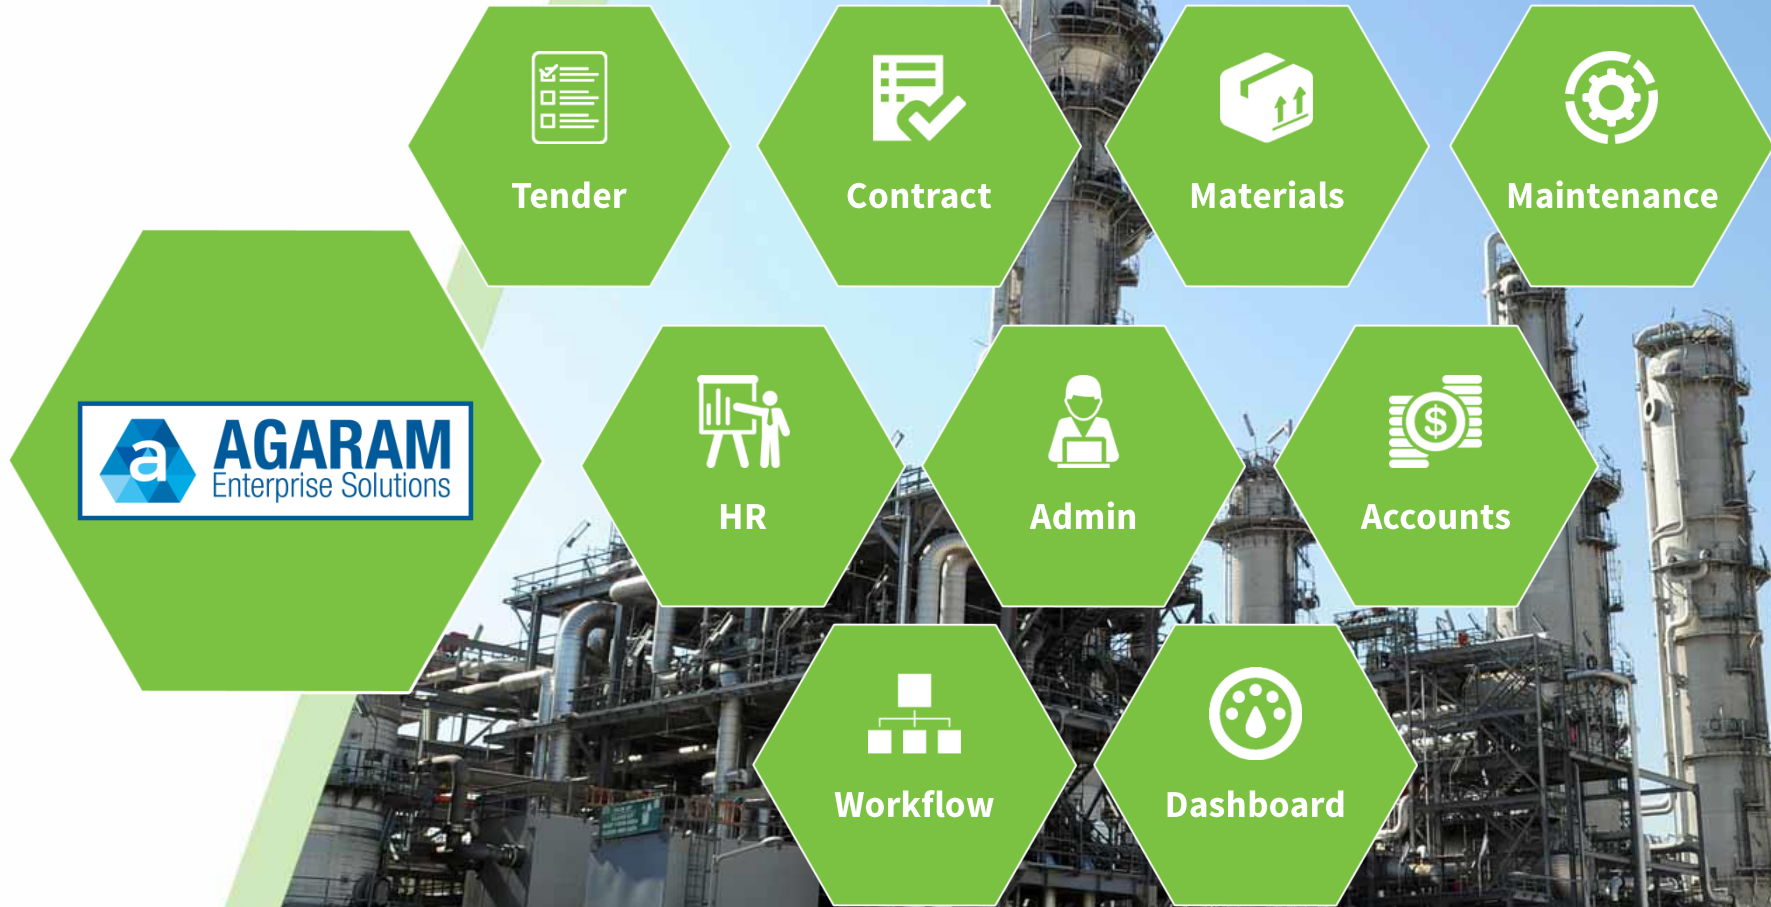 Tender
Contract
Materials
Maintenance
a
AGARAM
Enterprise Solutions
HR
Admin
Accounts
Workflow
Dashboard